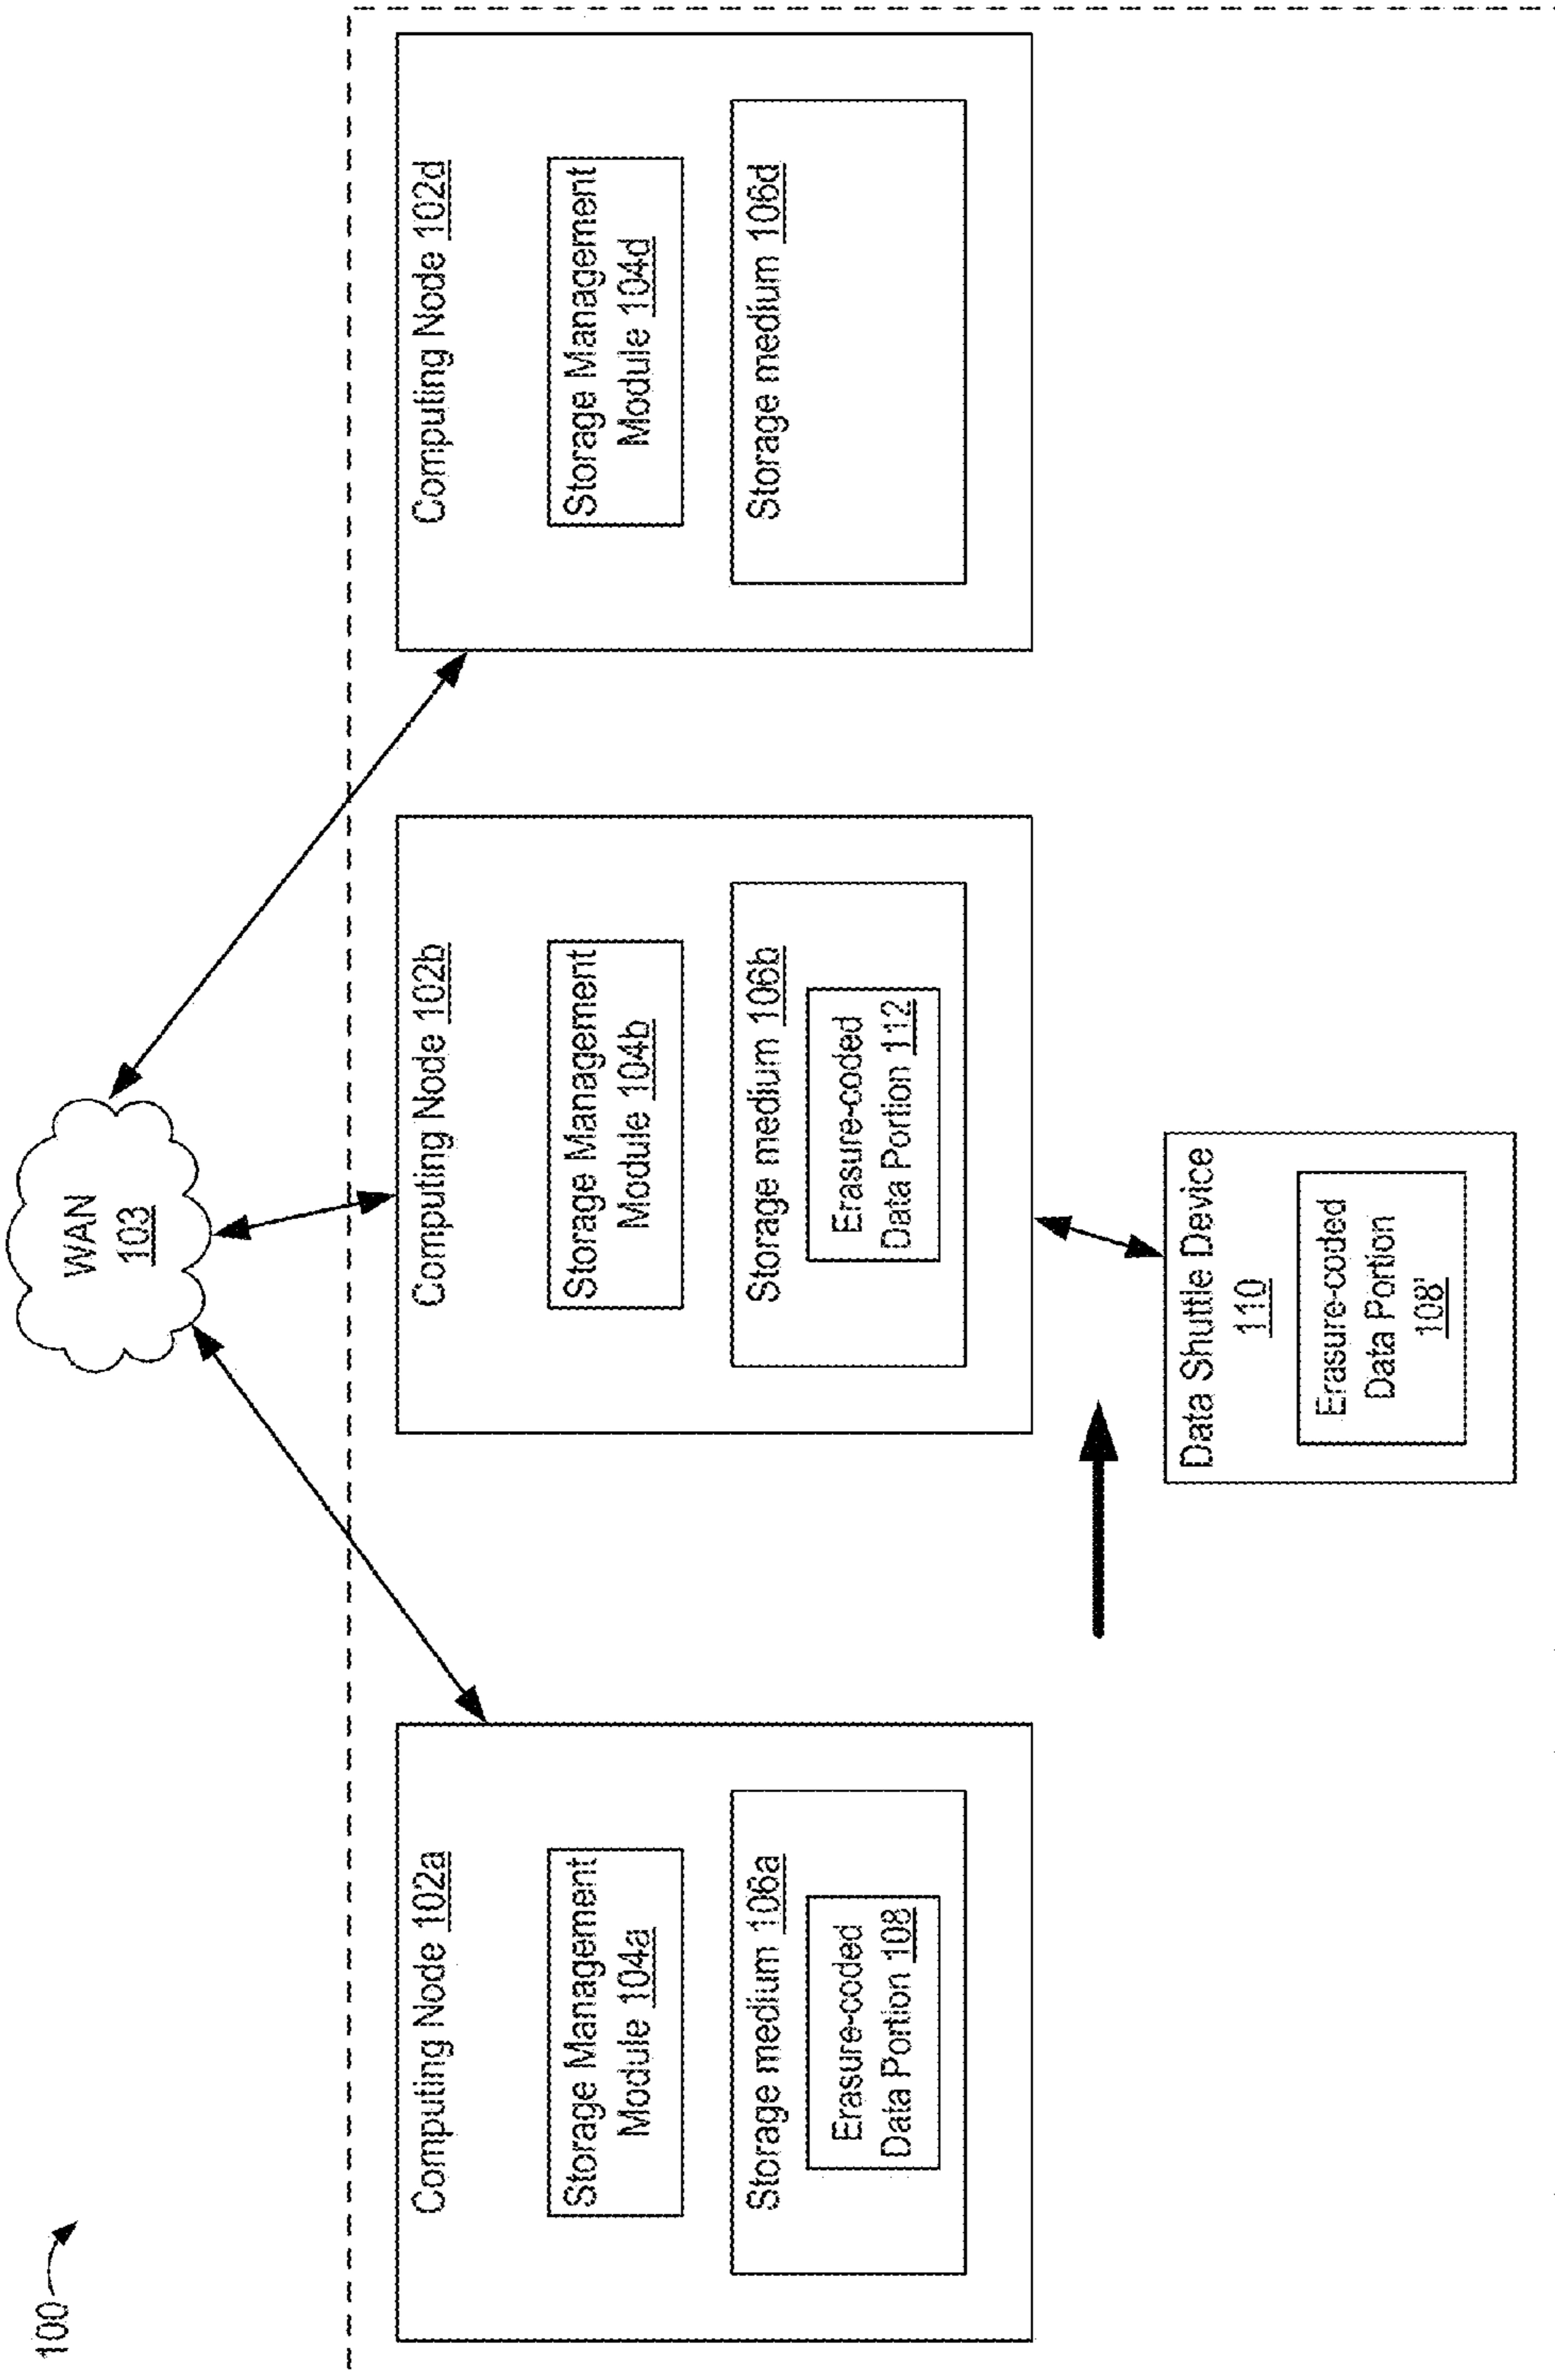 100
WAN
103
Computing Node 102a
Storage Management
Module 104a
Storage medium 106a
Erasure-coded
Data Portion 108
Computing Node 102b
Storage Management
Module 104b
Storage medium 106b
Erasure-coded
Data Portion 112
Computing Node 102d
Storage Management
Module 104d
Storage medium 106d
Data Shuttle Device
110
Erasure-coded
Data Portion
108'